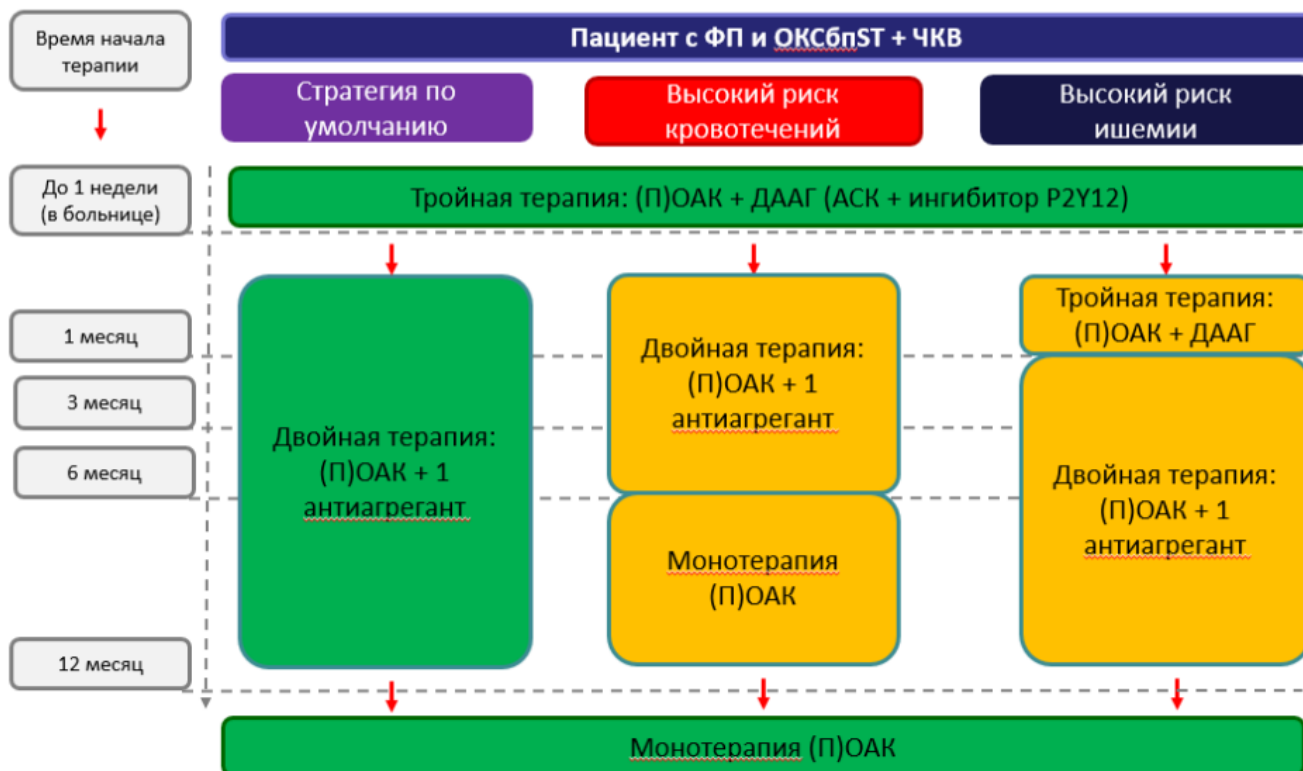 Время начала
терапии
Пациент с ФП и ОКСбпST + ЧКВ
Стратегия по
умолчанию
Высокий риск
кровотечений
Высокий риск
ишемии
До 1 недели
(в больнице)
Тройная терапия: (П)ОАК + ДААГ (АСК + ингибитор P2Y12)
1 месяц
3 месяц
6 месяц
12 месяц
Двойная терапия:
(П)ОАК + 1
антиагрегант
Двойная терапия:
(П)ОАК + 1
антиагрегант
Монотерапия
(П)ОАК
Тройная терапия:
(П)ОАК + ДААГ
Двойная терапия:
(П)ОАК + 1
антиагрегант
Монотерапия (П)ОАК